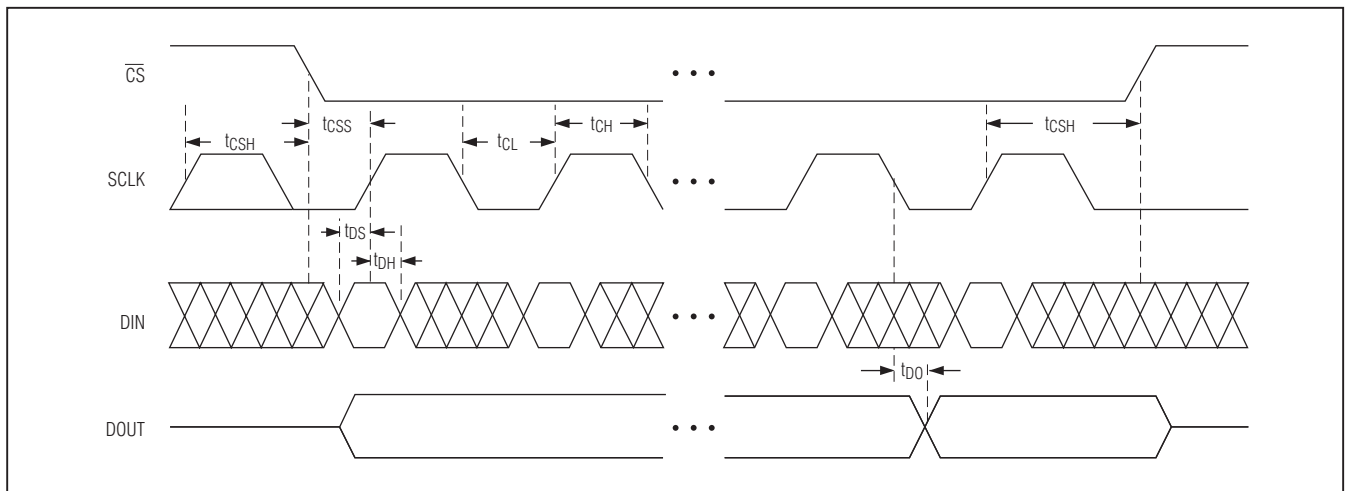 CS
tCSH
tCSS
tCL
tCH
tCSH
SCLK
tDS
tDH
DIN
tDO
DOUT